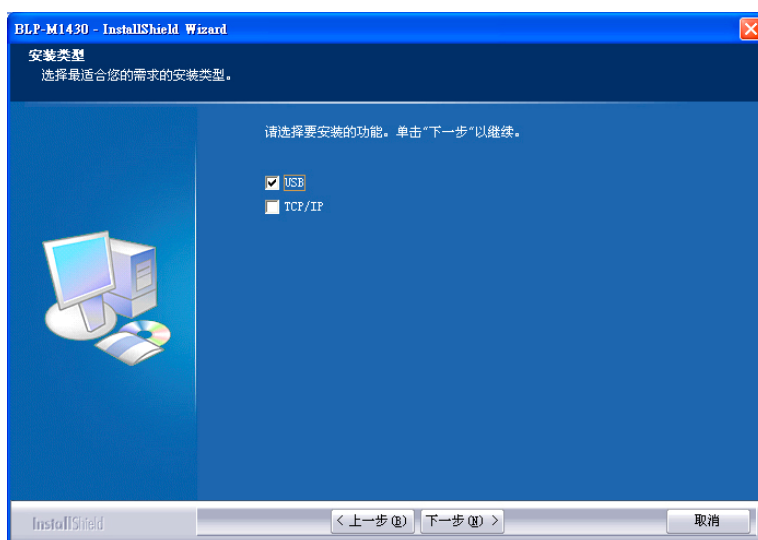 BLP-M1430 - InstallShield Wizard
安装类型
选择最适合您的需求的安装类型。
请选择要安装的功能。单击“下一步”以继续。
USB
TCP/IP
InstallShield
< 上一步(B) 下一步(N) > 取消